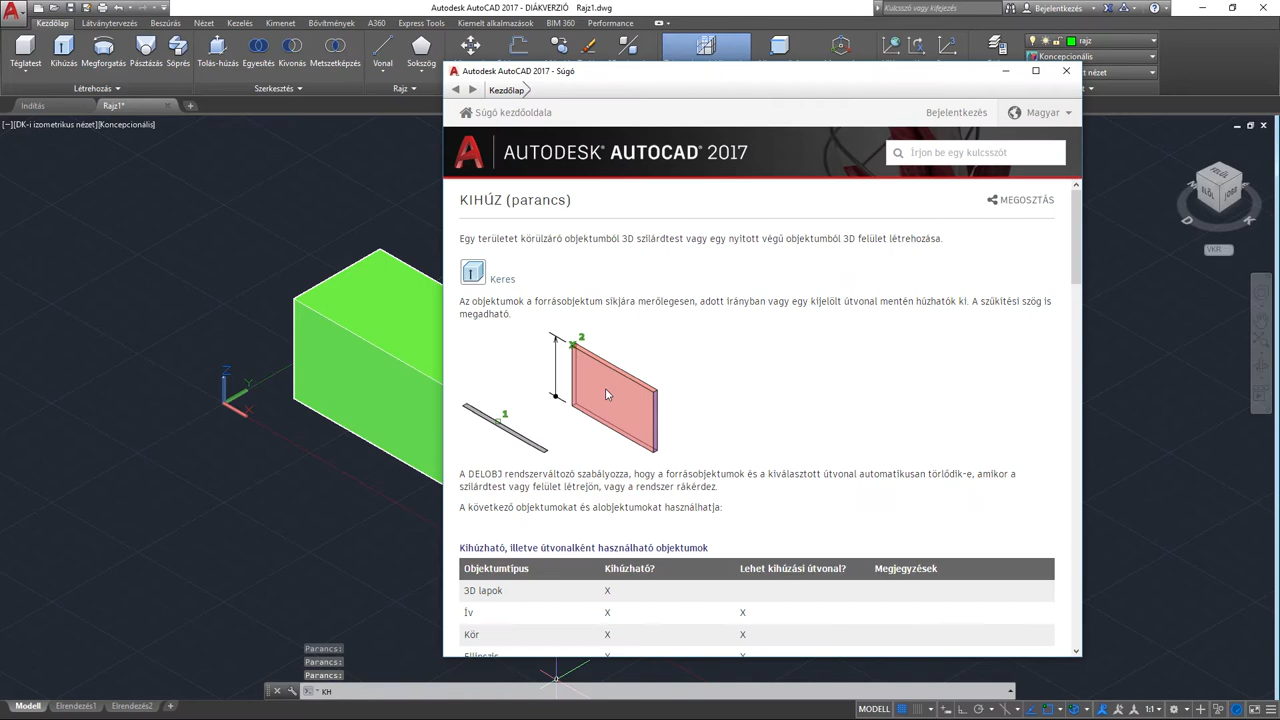 Autodesk AutoCAD 2017 - DIÁKVERZIÓ Rajz1.dwg
Kulcsszó vagy kifejezés
Bejelentkezés
Kezdőlap Látványtervezés Beszúrás Nézet Kezelés Kimenet Bővítmények A360 Express Tools Kiemelt alkalmazások BIM 360 Performance
rajz
Koncepcionális
Téglatest Kihúzás Megforgatás Pásztázás Söprés Tolás-húzás Egyesítés Kivonás Metszetképzés Vonal Sokszög
Létrehozás Szerkesztés Rajz
Autodesk AutoCAD 2017 - Súgó
Kezdőlap
Indítás Rajz1*
Súgó kezdőoldala Bejelentkezés Magyar
[−][DK-i izometrikus nézet][Koncepcionális]
AUTODESK® AUTOCAD® 2017
Írjon be egy kulcsszót
KIHÚZ (parancs)
MEGOSZTÁS
FELÜL
ELÖL
JOBB
D K
VKR
Egy területet körülzáró objektumból 3D szilárdtest vagy egy nyitott végű objektumból 3D felület létrehozása.
Keres
Az objektumok a forrásobjektum síkjára merőlegesen, adott irányban vagy egy kijelölt útvonal mentén húzhatók ki. A szűkítési szög is
megadható.
2
1
Z
Y
X
A DELOBJ rendszerváltozó szabályozza, hogy a forrásobjektumok és a kiválasztott útvonal automatikusan törlődik-e, amikor a
szilárdtest vagy felület létrejön, vagy a rendszer rákérdez.
A következő objektumokat és alobjektumokat használhatja:
Kihúzható, illetve útvonalként használható objektumok
Objektumtípus Kihúzható? Lehet kihúzási útvonal? Megjegyzések
3D lapok X
Ív X X
Kör X X
Ellipszis X X
Parancs:
Parancs:
Parancs:
KH
Modell Elrendezés1 Elrendezés2
MODELL
1:1